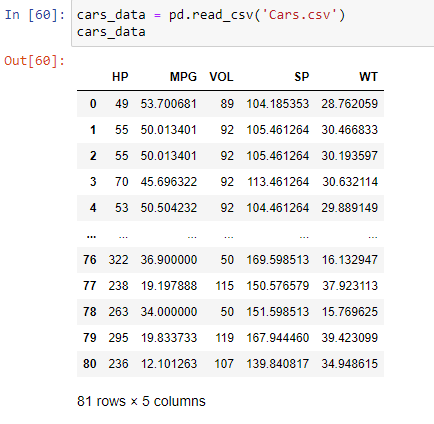 In [60]: cars_data = pd.read_csv('Cars.csv')
cars_data
Out[60]:
HP MPG VOL SP WT
0 49 53.700681 89 104.185353 28.762059
1 55 50.013401 92 105.461264 30.466833
2 55 50.013401 92 105.461264 30.193597
3 70 45.696322 92 113.461264 30.632114
4 53 50.504232 92 104.461264 29.889149
... ... ... ... ... ...
76 322 36.900000 50 169.598513 16.132947
77 238 19.197888 115 150.576579 37.923113
78 263 34.000000 50 151.598513 15.769625
79 295 19.833733 119 167.944460 39.423099
80 236 12.101263 107 139.840817 34.948615
81 rows × 5 columns